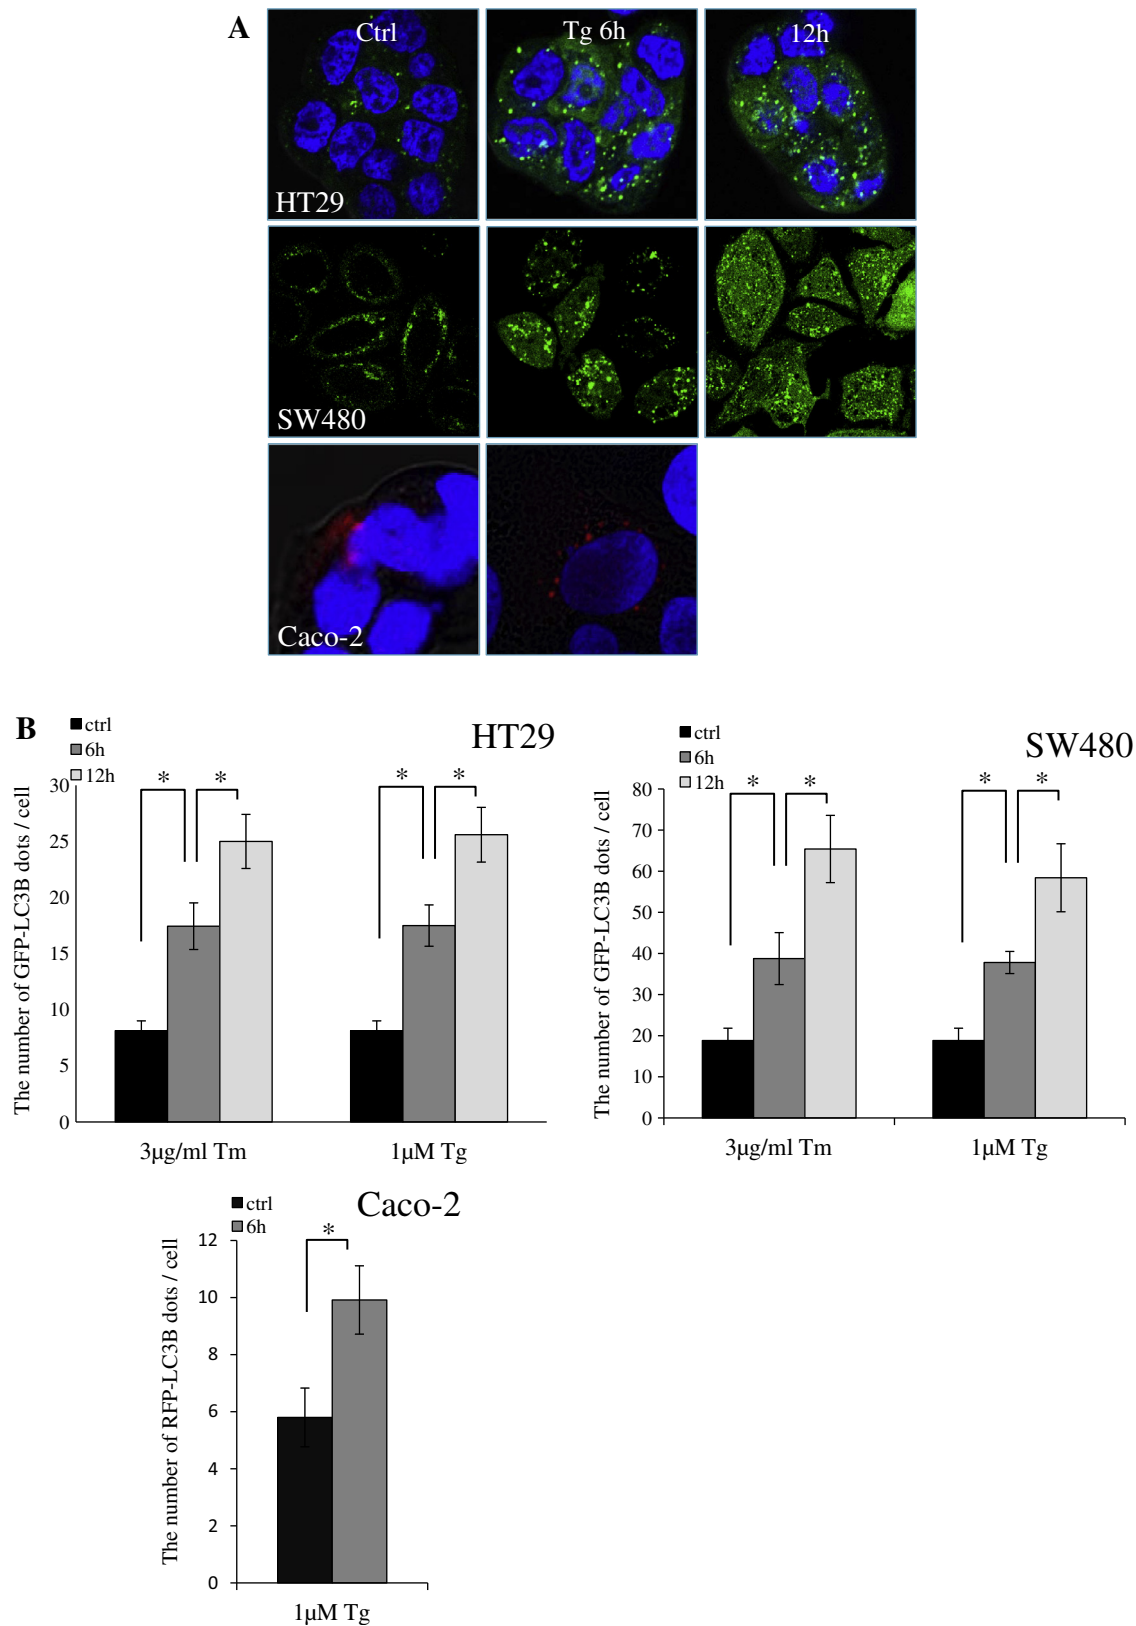 A
Ctrl
Tg 6h
12h
HT29
SW480
Caco-2
B
ctrl
6h
12h
HT29
The number of GFP-LC3B dots / cell
30
25
20
15
10
5
0
* *
* *
3µg/ml Tm
1µM Tg
ctrl
6h
12h
SW480
The number of GFP-LC3B dots / cell
80
70
60
50
40
30
20
10
0
* *
* *
3µg/ml Tm
1µM Tg
ctrl
6h
Caco-2
The number of RFP-LC3B dots / cell
12
10
8
6
4
2
0
*
1µM Tg